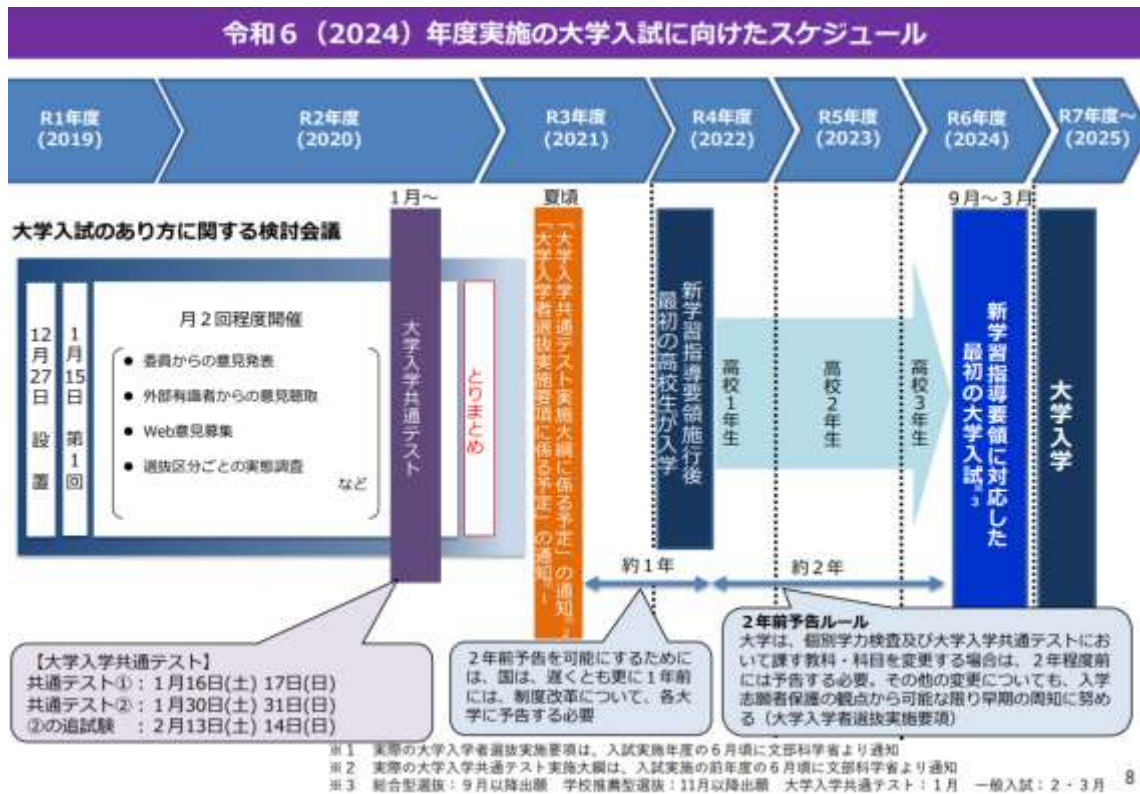 令和６（2024）年度実施の大学入試に向けたスケジュール
R1年度
(2019)
R2年度
(2020)
R3年度
(2021)
R4年度
(2022)
R5年度
(2023)
R6年度
(2024)
R7年度～
(2025)
大学入試のあり方に関する検討会議
12月27日 設置
1月15日 第1回
月２回程度開催
● 委員からの意見発表
● 外部有識者からの意見聴取
● Web意見募集
● 選抜区分ごとの実態調査
など
１月～
大学入学共通テスト
とりまとめ
夏頃
「大学入学共通テスト実施大綱に係る予定」の通知※２
「大学入学者選抜実施要項に係る予定」の通知※１
新学習指導要領施行後
最初の高校生が入学
高校１年生
高校２年生
高校３年生
９月～３月
新学習指導要領に対応した
最初の大学入試※3
大学入学
約１年
約２年
【大学入学共通テスト】
共通テスト①：１月16日(土) 17日(日)
共通テスト②：１月30日(土) 31日(日)
②の追試験　：２月13日(土) 14日(日)
２年前予告を可能にするために
は、国は、遅くとも更に１年前
には、制度改革について、各大
学に予告する必要
２年前予告ルール
大学は、個別学力検査及び大学入学共通テストにお
いて課す教科・科目を変更する場合は、２年程度前
には予告する必要。その他の変更についても、入学
志願者保護の観点から可能な限り早期の周知に努め
る（大学入学者選抜実施要項）
※１　実際の大学入学者選抜実施要項は、入試実施年度の６月頃に文部科学省より通知
※２　実際の大学入学共通テスト実施大綱は、入試実施の前年度の６月頃に文部科学省より通知
※３　総合型選抜：９月以降出願　学校推薦型選抜：11月以降出願　大学入学共通テスト：１月　一般入試：２・３月
8